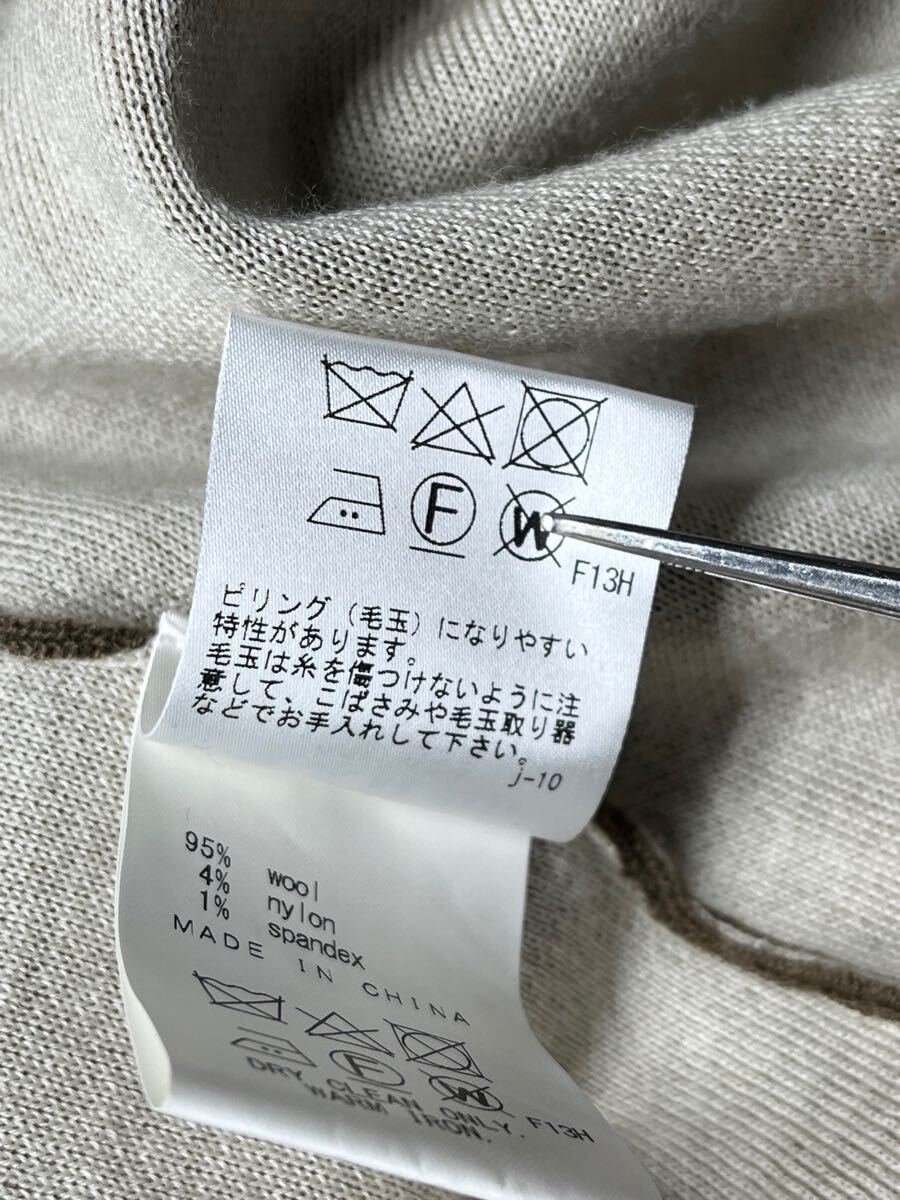 F
W
F13H
ピリング(毛玉)になりやすい
特性があります。
毛玉は糸を傷つけないように注
意して、こばさみや毛玉取り器
などでお手入れして下さい。
j-10
95% wool
4% nylon
1% spandex
MADE IN CHINA
F
W
F13H
DRY CLEAN ONLY.
WARM IRON.